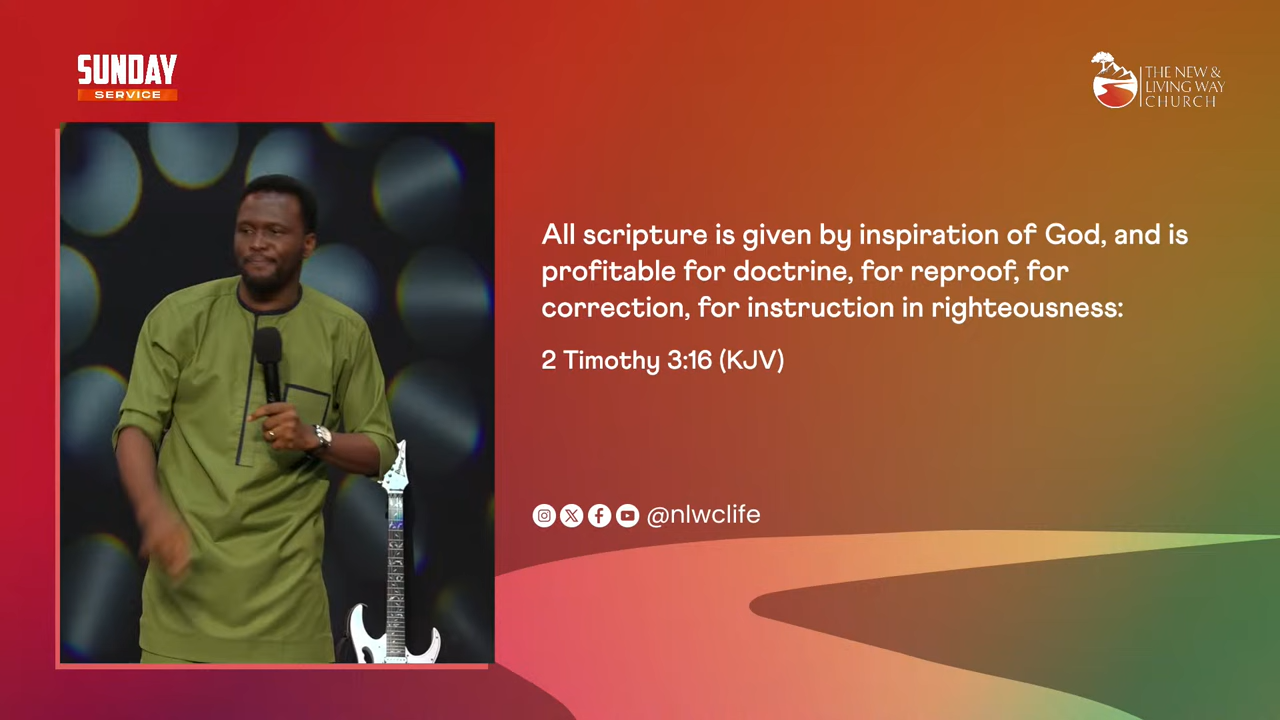 SUNDAY
SERVICE
THE NEW &
LIVING WAY
CHURCH
All scripture is given by inspiration of God, and is
profitable for doctrine, for reproof, for
correction, for instruction in righteousness:
2 Timothy 3:16 (KJV)
@nlwclife